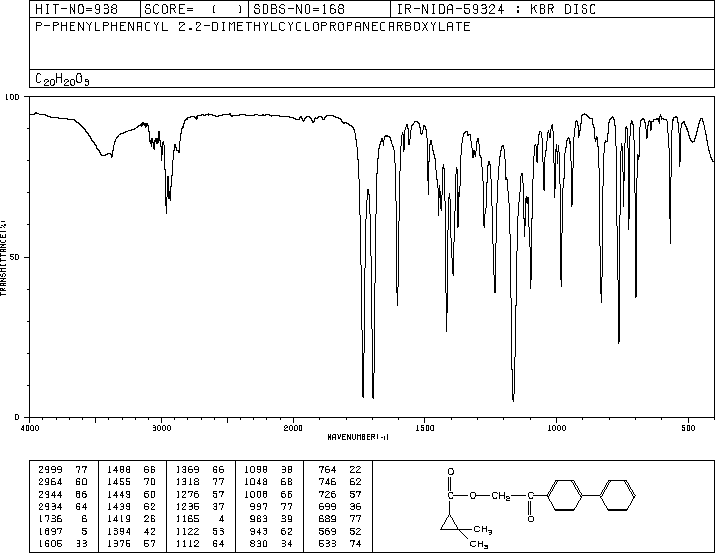 HIT-NO=938 SCORE= ( ) SDBS-NO=168 IR-NIDA-59324 : KBR DISC
P-PHENYLPHENACYL 2,2-DIMETHYLCYCLOPROPANECARBOXYLATE
C20H20O3
100
50
0
TRANSMITTANCE(%)
4000 3000 2000 1500 1000 500
WAVENUMBER(-1)
2999 77 1488 66 1369 66 1098 38 764 22
2964 60 1455 70 1318 77 1048 68 746 62
2944 66 1449 60 1276 57 1008 66 726 57
2934 64 1439 62 1236 37 997 77 699 36
1736 6 1419 26 1165 4 983 39 689 77
1697 5 1394 42 1122 53 943 62 569 52
1606 33 1376 57 1112 64 830 34 533 74
O
C—O—CH2—C
O
CH3
CH3